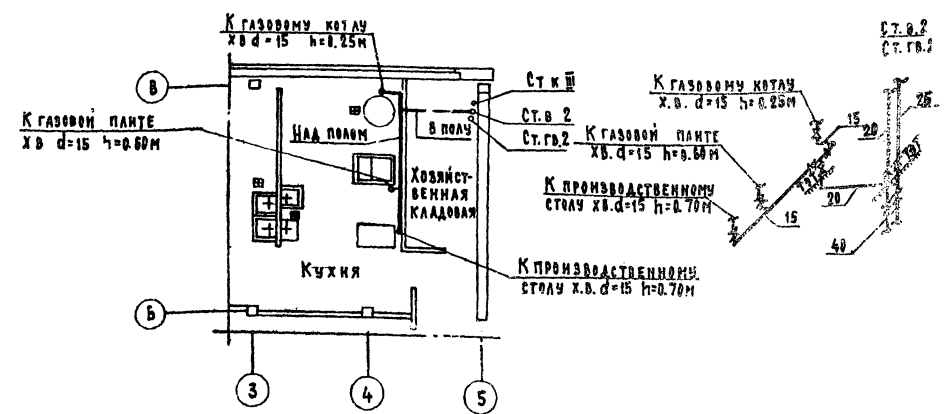 К газовому котлу
Х В d=15 h=0.25м
В
К газовой плите
Х В d=15 h=0.60м
Над полом
В полу
Ст К III
Ст. в. 2
Ст. гв. 2
Хозяйст-
венная
кладовая
Кухня
К производственному
столу Х.В. d=15 h=0.70м
Б
3
4
5
Ст. в. 2
Ст. гв. 2
К газовому котлу
Х.В. d=15 h=0.25м
К газовой плите
Х.В. d=15 h=0.60м
К производственному
столу Х.В. d=15 h=0.70м
15
20
25
15
20
40